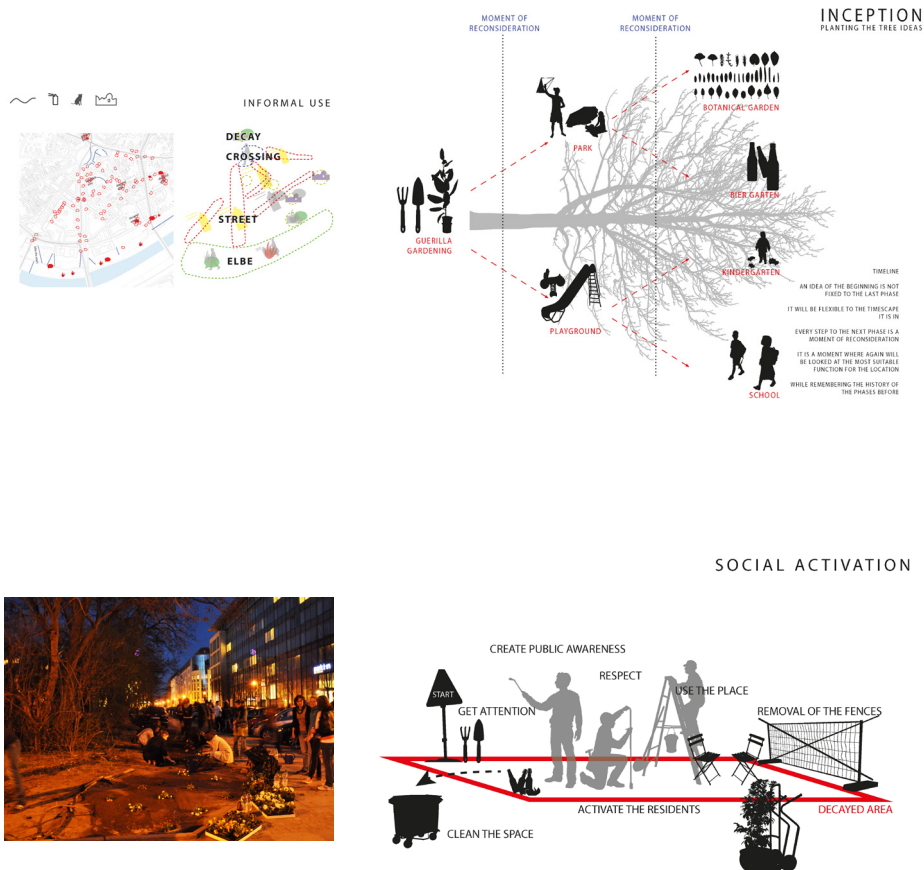 INFORMAL USE
DECAY
CROSSING
STREET
ELBE
INCEPTION
PLANTING THE TREE IDEAS
MOMENT OF
RECONSIDERATION
MOMENT OF
RECONSIDERATION
GUERILLA
GARDENING
PARK
PLAYGROUND
BOTANICAL GARDEN
BIER GARTEN
KINDERGARTEN
SCHOOL
TIMELINE
AN IDEA OF THE BEGINNING IS NOT
FIXED TO THE LAST PHASE
IT WILL BE FLEXIBLE TO THE TIMESCAPE
IT IS IN
EVERY STEP TO THE NEXT PHASE IS A
MOMENT OF RECONSIDERATION
IT IS A MOMENT WHERE AGAIN WILL
BE LOOKED AT THE MOST SUITABLE
FUNCTION FOR THE LOCATION
WHILE REMEMBERING THE HISTORY OF
THE PHASES BEFORE
SOCIAL ACTIVATION
CREATE PUBLIC AWARENESS
RESPECT
START
USE THE PLACE
GET ATTENTION
REMOVAL OF THE FENCES
ACTIVATE THE RESIDENTS
DECAYED AREA
CLEAN THE SPACE